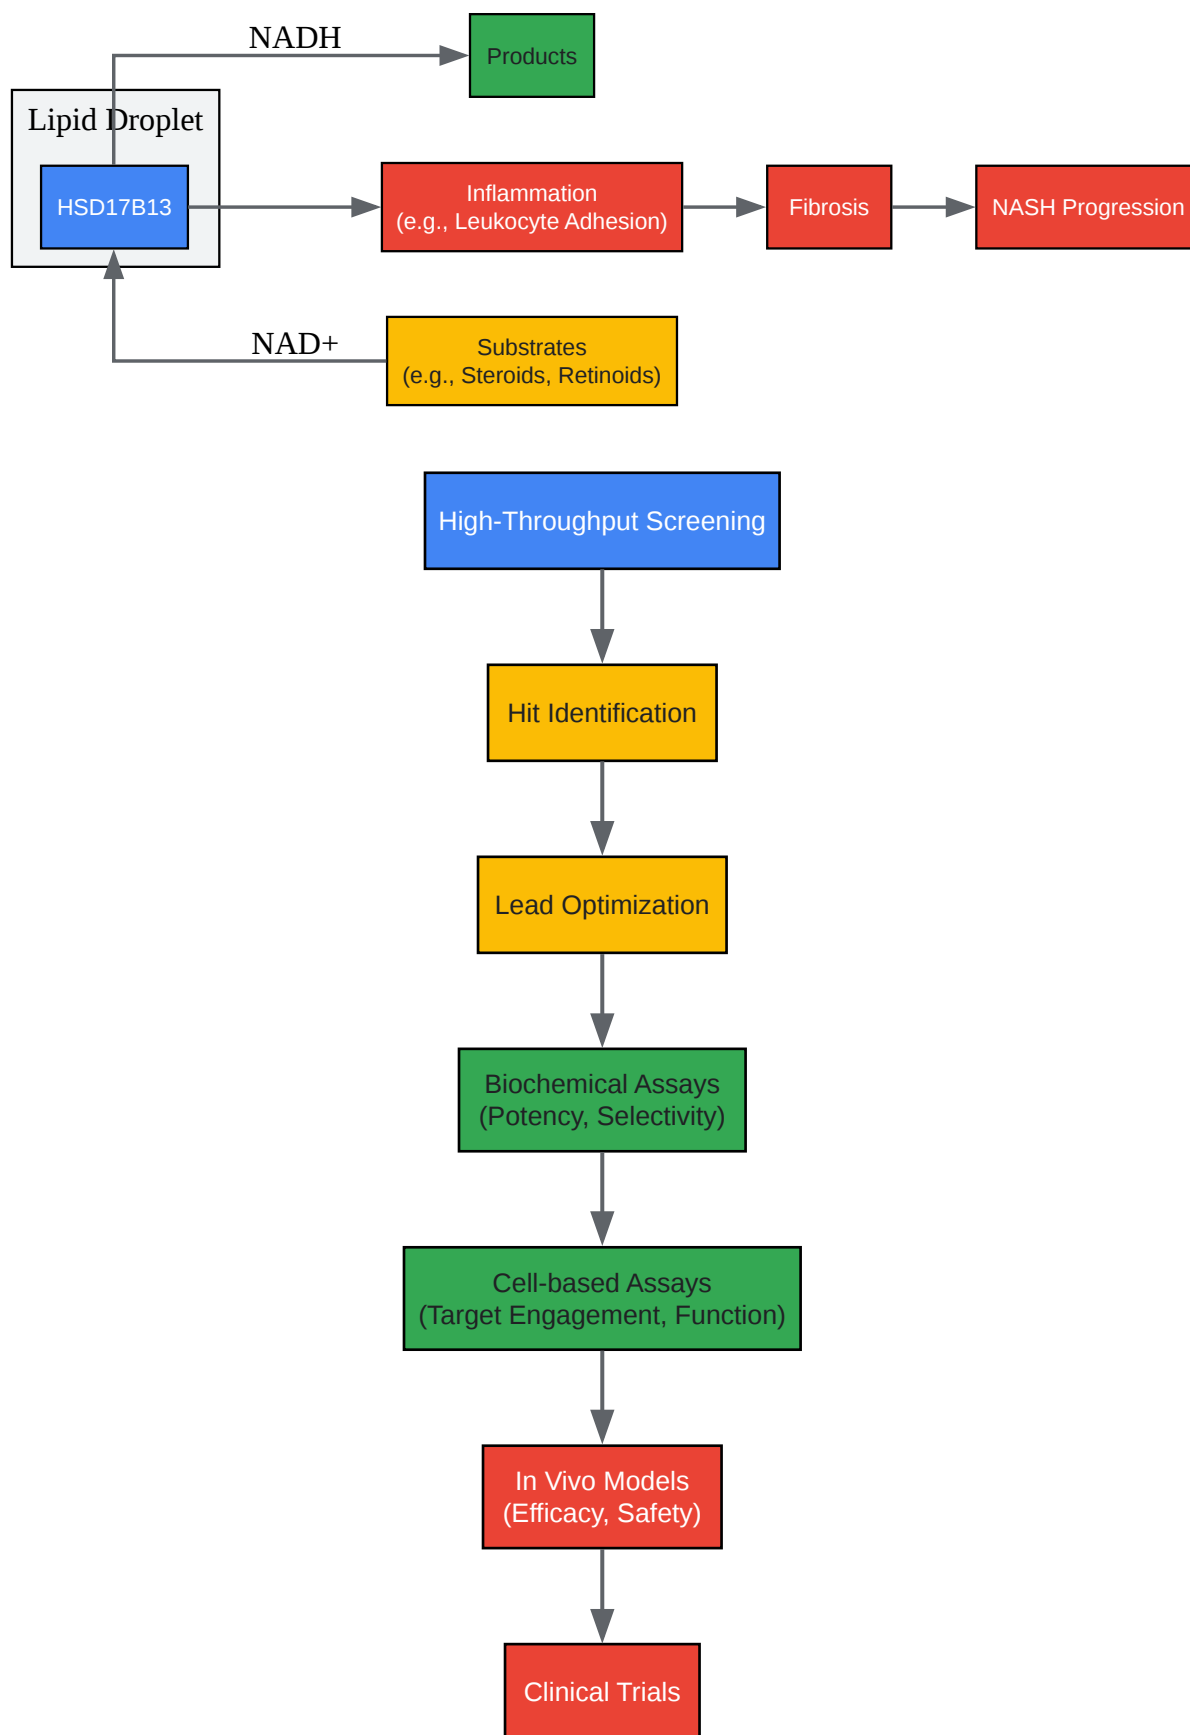 NADH
Products
Lipid Droplet
HSD17B13
Inflammation
(e.g., Leukocyte Adhesion)
Fibrosis
NASH Progression
NAD+
Substrates
(e.g., Steroids, Retinoids)
High-Throughput Screening
Hit Identification
Lead Optimization
Biochemical Assays
(Potency, Selectivity)
Cell-based Assays
(Target Engagement, Function)
In Vivo Models
(Efficacy, Safety)
Clinical Trials